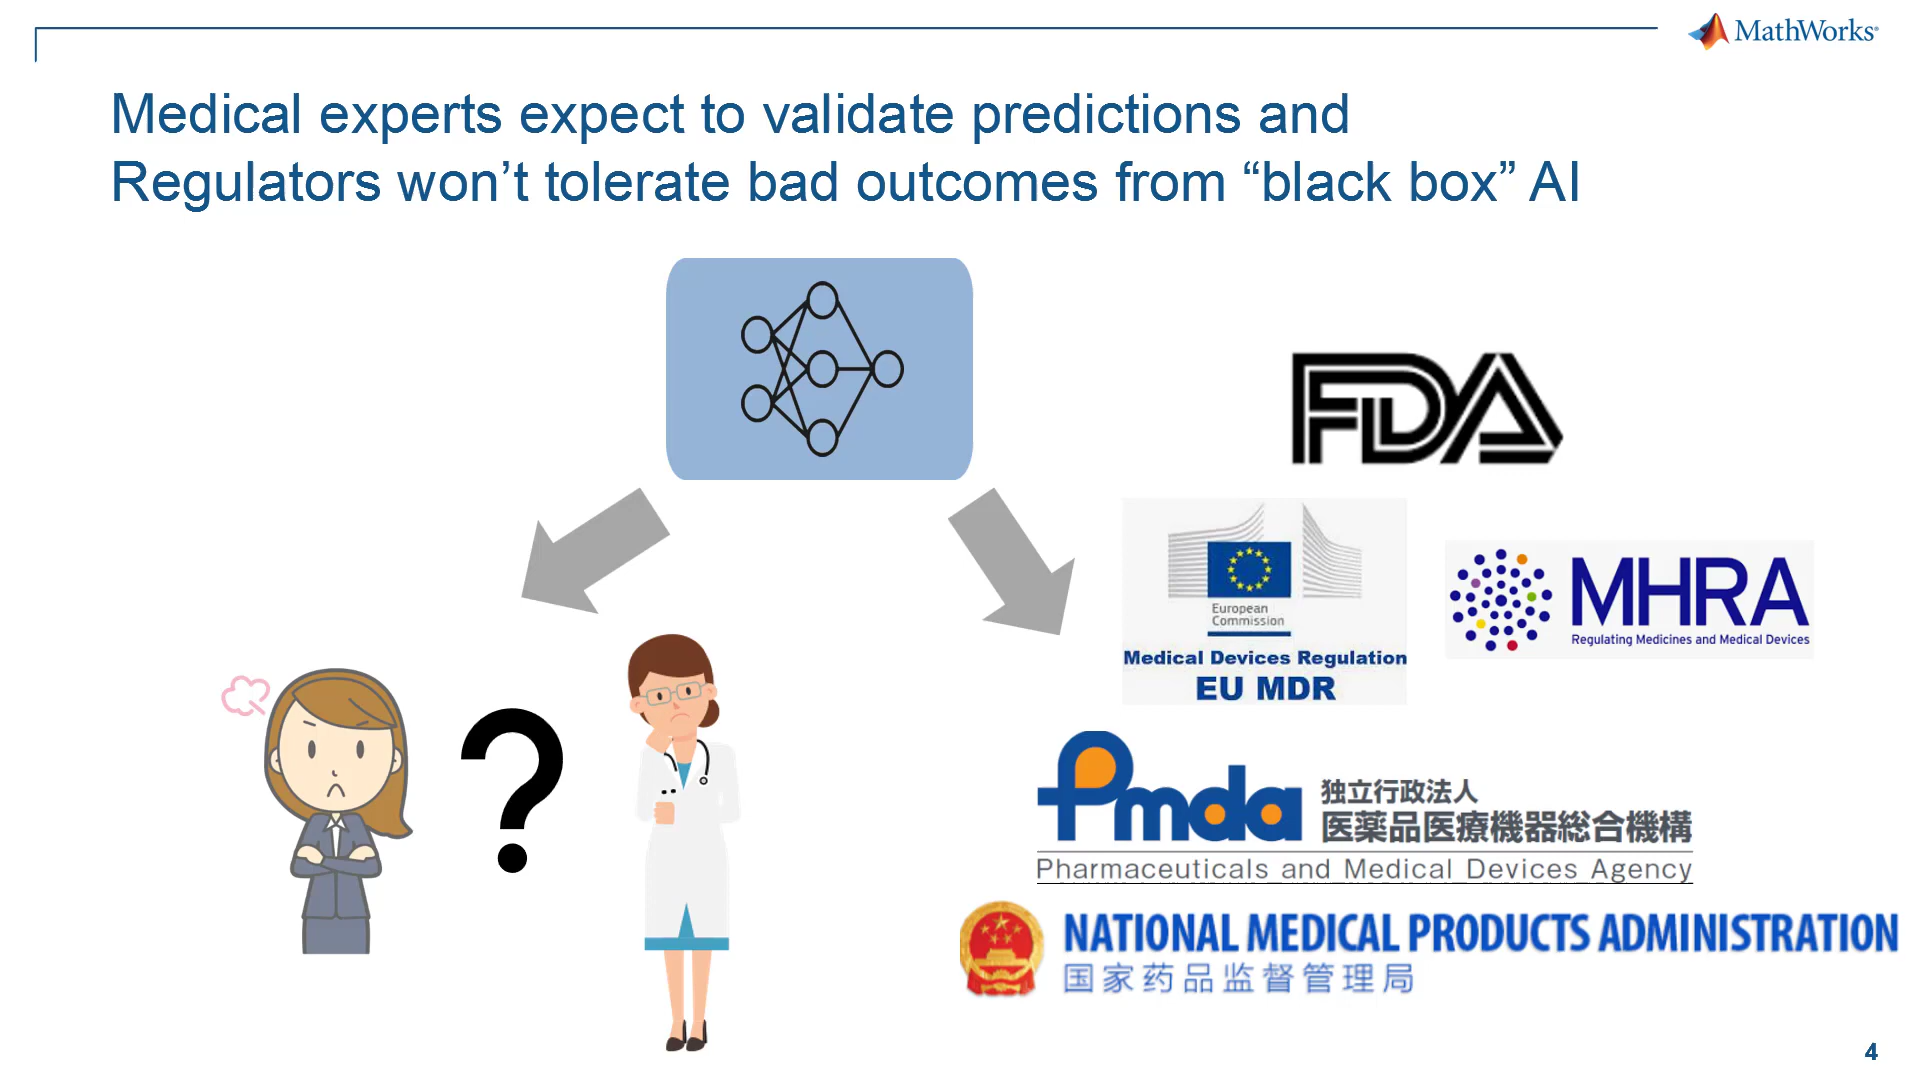 MathWorks®
Medical experts expect to validate predictions and
Regulators won’t tolerate bad outcomes from “black box” AI
FDA
European
Commission
Medical Devices Regulation
EU MDR
MHRA
Regulating Medicines and Medical Devices
?
Pmda
独立行政法人
医薬品医療機器総合機構
Pharmaceuticals and Medical Devices Agency
NATIONAL MEDICAL PRODUCTS ADMINISTRATION
国家药品监督管理局
4